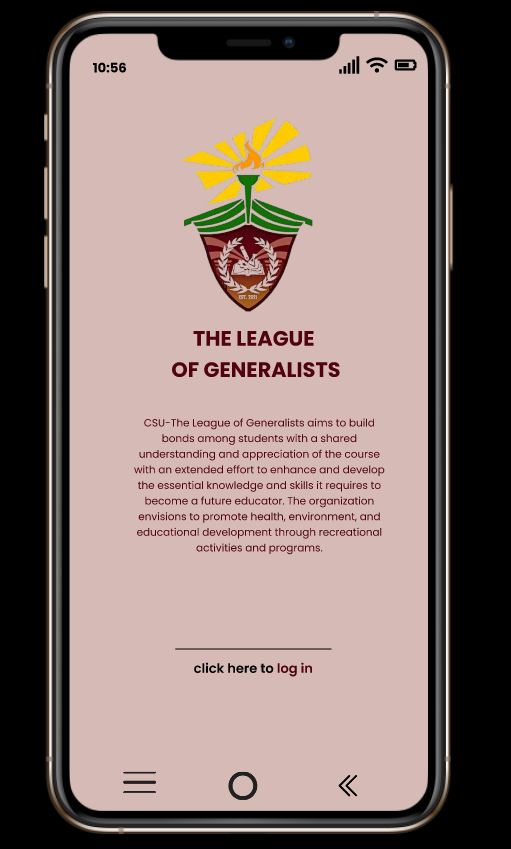 10:56
EST. 2021
THE LEAGUE
OF GENERALISTS
CSU-The League of Generalists aims to build
bonds among students with a shared
understanding and appreciation of the course
with an extended effort to enhance and develop
the essential knowledge and skills it requires to
become a future educator. The organization
envisions to promote health, environment, and
educational development through recreational
activities and programs.
click here to log in